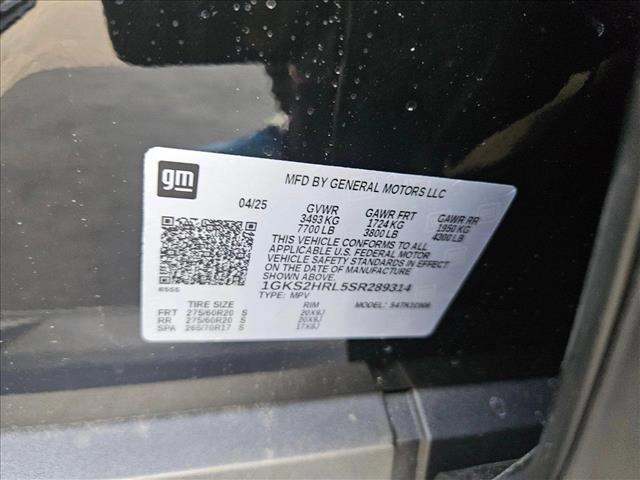 gm
MFD BY GENERAL MOTORS LLC
04/25 GVWR GAWR FRT GAWR RR
3493 KG 1724 KG 1950 KG
7700 LB 3800 LB 4300 LB
THIS VEHICLE CONFORMS TO ALL
APPLICABLE U.S. FEDERAL MOTOR
VEHICLE SAFETY STANDARDS IN EFFECT
ON THE DATE OF MANUFACTURE
SHOWN ABOVE.
1GKS2HRL5SR289314
TYPE: MPV MODEL:
TIRE SIZE RIM
FRT 275/60R20 S 20X9J
RR 275/60R20 S 20X9J
SPA 265/70R17 S 17X8J